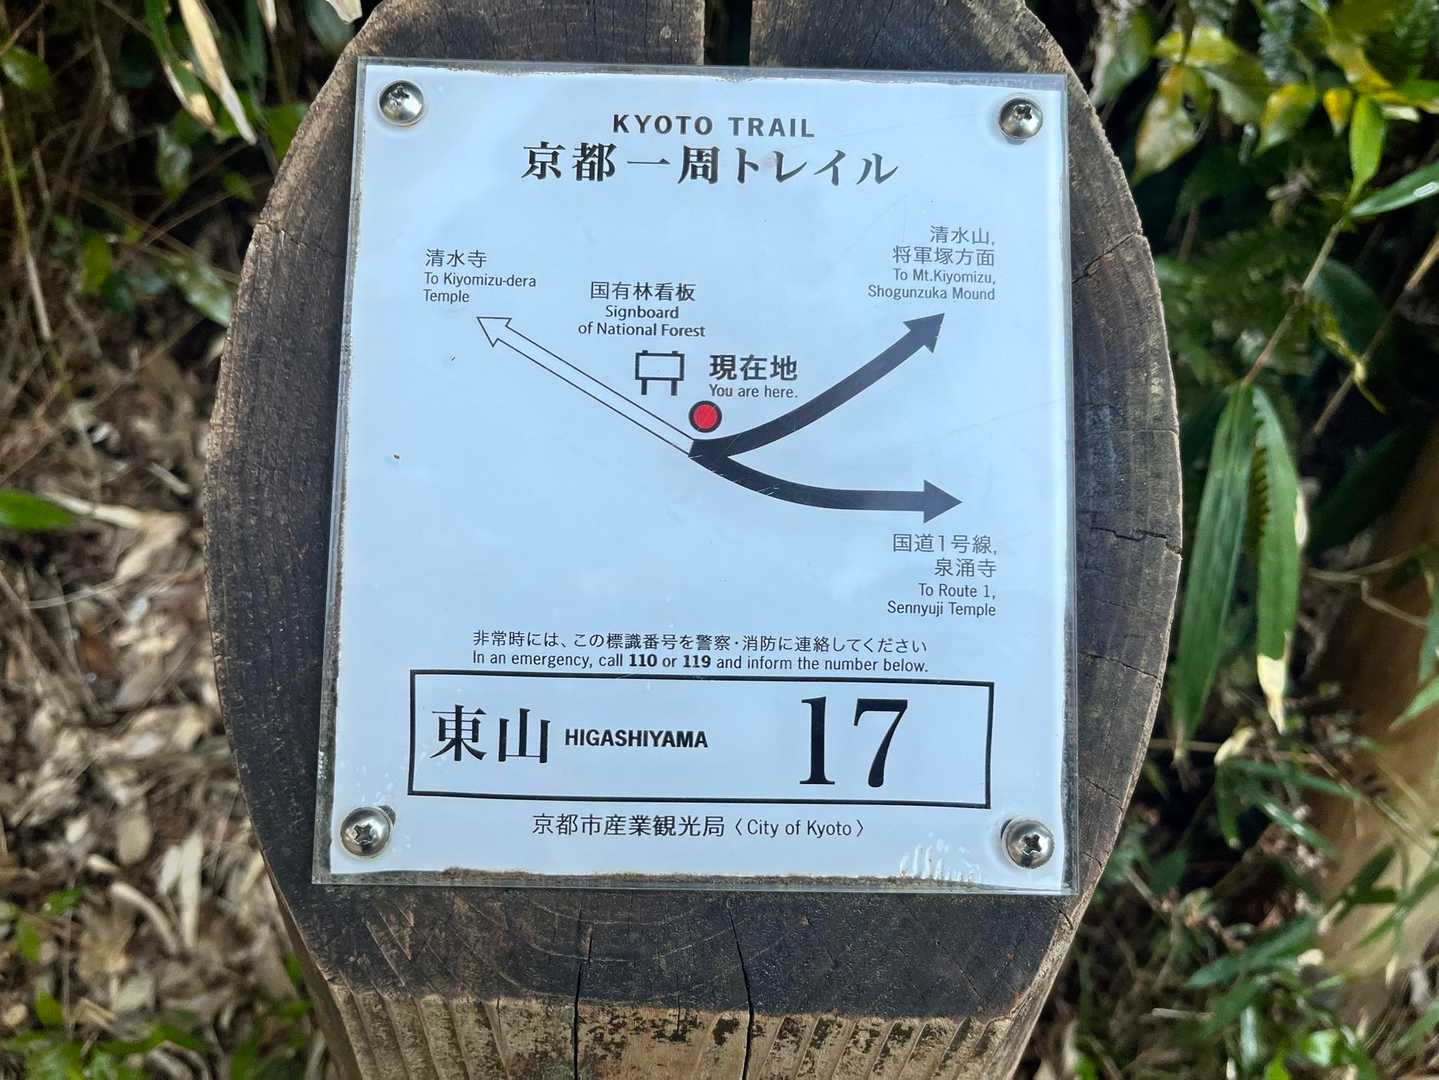 KYOTO TRAIL
京都一周トレイル
清水寺
To Kiyomizu-dera
Temple
国有林看板
Signboard
of National Forest
現在地
You are here.
清水山,
将軍塚方面
To Mt.Kiyomizu,
Shogunzuka Mound
国道1号線,
泉涌寺
To Route 1,
Sennyuji Temple
非常時には、この標識番号を警察・消防に連絡してください
In an emergency, call 110 or 119 and inform the number below.
東山 HIGASHIYAMA 17
京都市産業観光局〈City of Kyoto〉